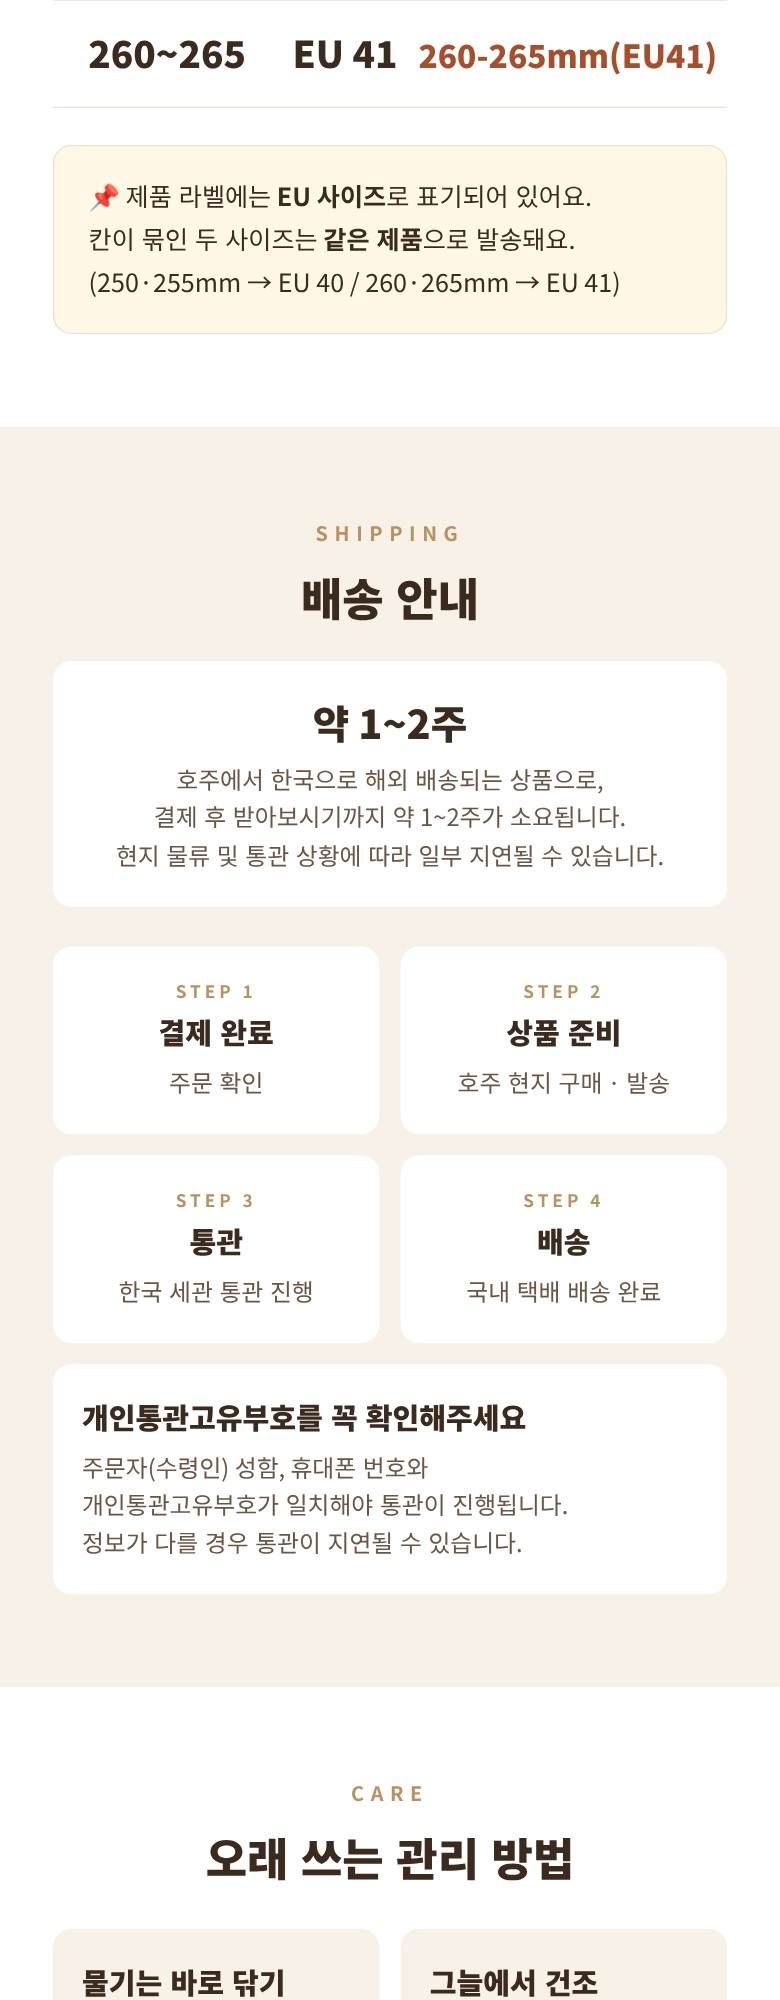 260~265 EU 41 260-265mm(EU41)
📌 제품 라벨에는 EU 사이즈로 표기되어 있어요.
칸이 묶인 두 사이즈는 같은 제품으로 발송돼요.
(250·255mm → EU 40 / 260·265mm → EU 41)
SHIPPING
배송 안내
약 1~2주
호주에서 한국으로 해외 배송되는 상품으로,
결제 후 받아보시기까지 약 1~2주가 소요됩니다.
현지 물류 및 통관 상황에 따라 일부 지연될 수 있습니다.
STEP 1
결제 완료
주문 확인
STEP 2
상품 준비
호주 현지 구매 · 발송
STEP 3
통관
한국 세관 통관 진행
STEP 4
배송
국내 택배 배송 완료
개인통관고유부호를 꼭 확인해주세요
주문자(수령인) 성함, 휴대폰 번호와
개인통관고유부호가 일치해야 통관이 진행됩니다.
정보가 다를 경우 통관이 지연될 수 있습니다.
CARE
오래 쓰는 관리 방법
물기는 바로 닦기
그늘에서 건조